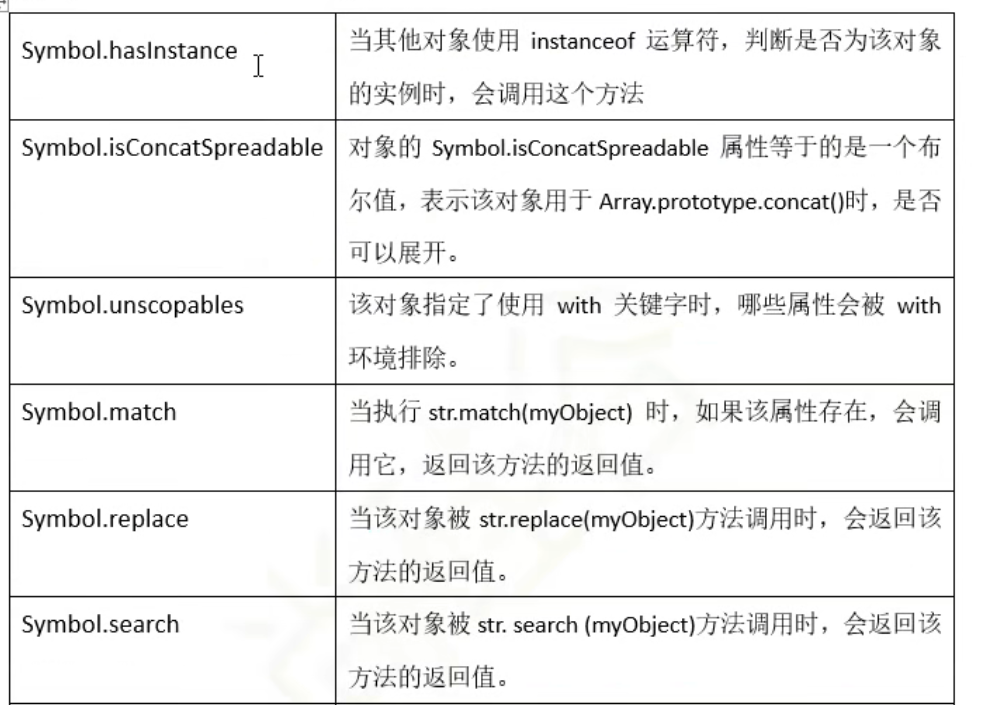 Symbol.hasInstance
当其他对象使用 instanceof 运算符，判断是否为该对象
的实例时，会调用这个方法
Symbol.isConcatSpreadable
对象的 Symbol.isConcatSpreadable 属性等于的是一个布
尔值，表示该对象用于 Array.prototype.concat()时，是否
可以展开。
Symbol.unscopables
该对象指定了使用 with 关键字时，哪些属性会被 with
环境排除。
Symbol.match
当执行 str.match(myObject) 时，如果该属性存在，会调
用它，返回该方法的返回值。
Symbol.replace
当该对象被 str.replace(myObject)方法调用时，会返回该
方法的返回值。
Symbol.search
当该对象被 str. search (myObject)方法调用时，会返回该
方法的返回值。